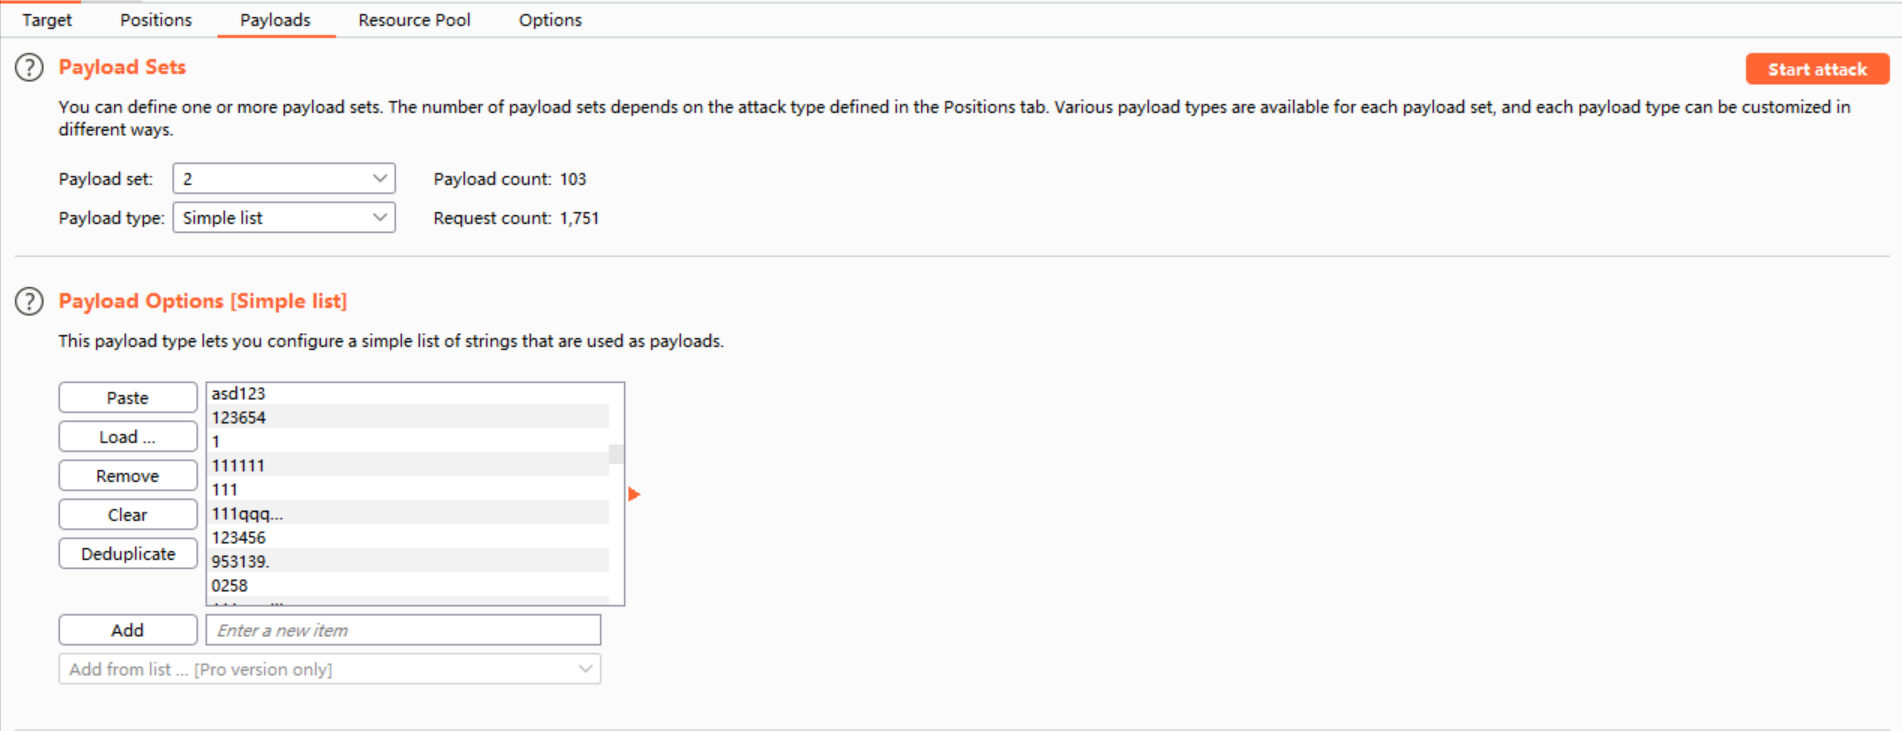 Target Positions Payloads Resource Pool Options
? Payload Sets Start attack
You can define one or more payload sets. The number of payload sets depends on the attack type defined in the Positions tab. Various payload types are available for each payload set, and each payload type can be customized in
different ways.
Payload set: 2 Payload count: 103
Payload type: Simple list Request count: 1,751
? Payload Options [Simple list]
This payload type lets you configure a simple list of strings that are used as payloads.
Paste
Load ...
Remove
Clear
Deduplicate
asd123
123654
1
111111
111
111qqq...
123456
953139.
0258
Add Enter a new item
Add from list ... [Pro version only]